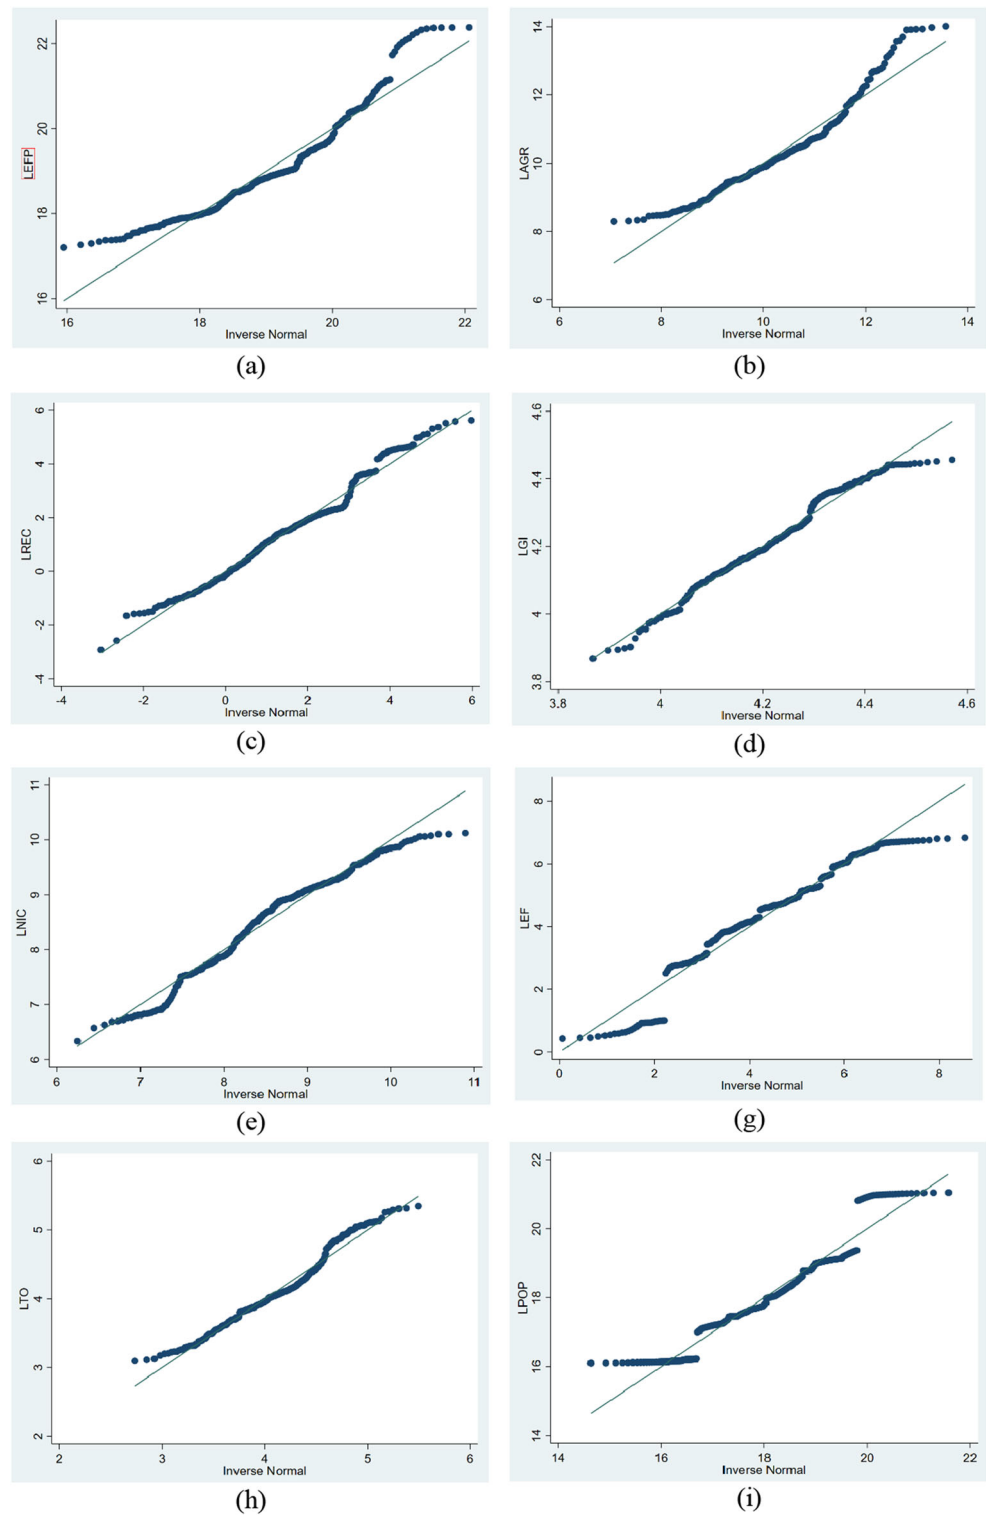 LEFP
22
20
18
16
16 18 20 22
Inverse Normal
(a)
LAGR
14
12
10
8
6
6 8 10 12 14
Inverse Normal
(b)
LREC
6
4
2
0
-2
-4
-4 -2 0 2 4 6
Inverse Normal
(c)
LGI
4.6
4.4
4.2
4
3.8
3.8 4 4.2 4.4 4.6
Inverse Normal
(d)
LNIC
11
10
9
8
7
6
6 7 8 9 10 11
Inverse Normal
(e)
LEF
8
6
4
2
0
0 2 4 6 8
Inverse Normal
(g)
LTO
6
5
4
3
2
2 3 4 5 6
Inverse Normal
(h)
LPOP
22
20
18
16
14
14 16 18 20 22
Inverse Normal
(i)